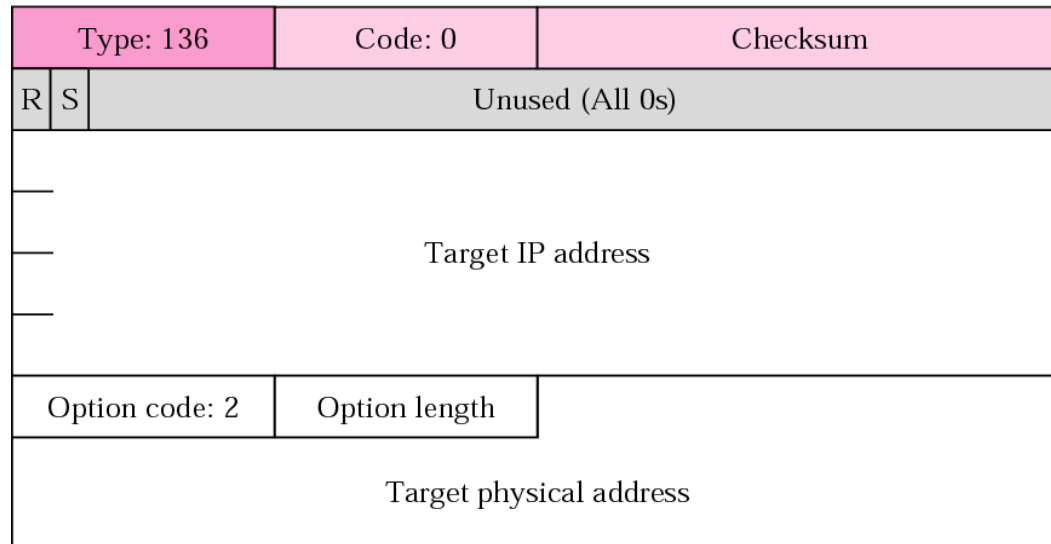 Type: 136 Code: 0 Checksum
R S Unused (All 0s)
Target IP address
Option code: 2 Option length
Target physical address